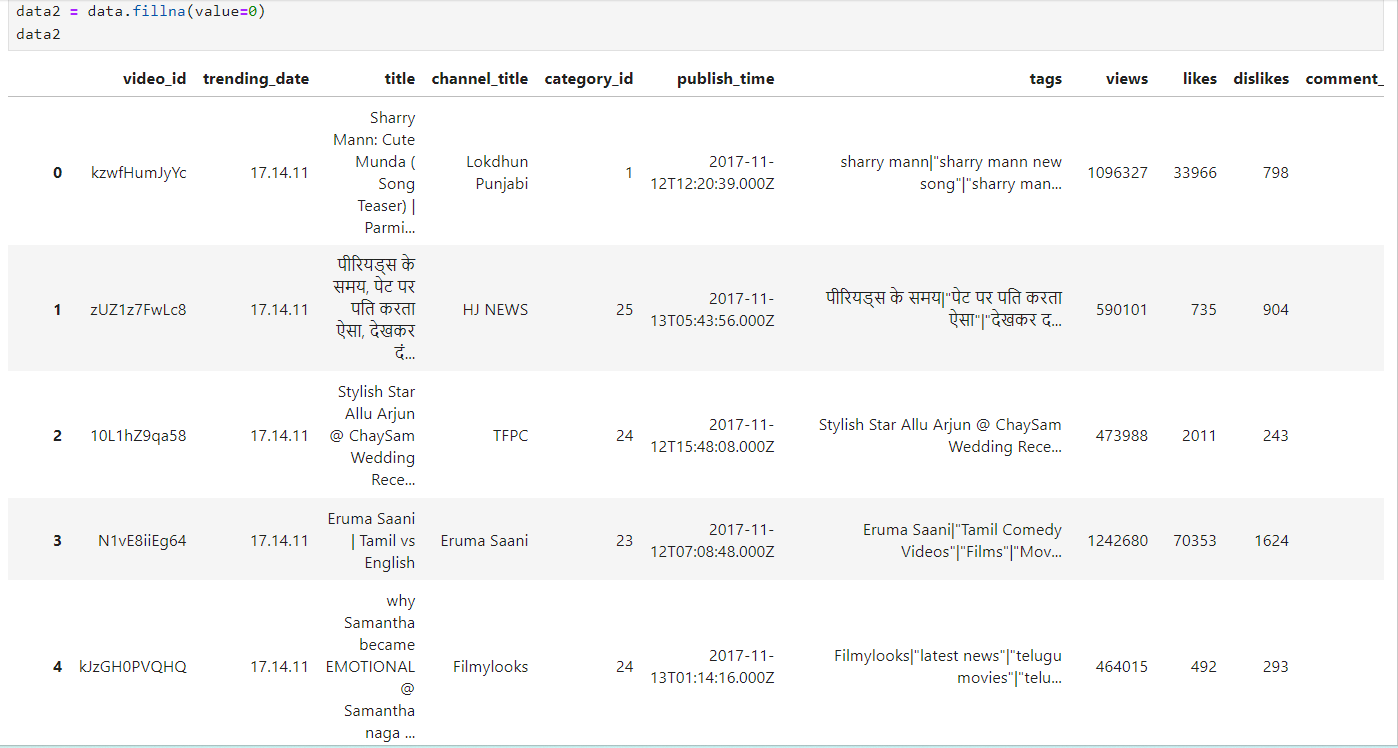 data2 = data.fillna(value=0)
data2
video_id trending_date title channel_title category_id publish_time tags views likes dislikes comment_
0 kzwfHumJyYc 17.14.11 Sharry Mann: Cute Munda ( Song Teaser) | Parmi... Lokdhun Punjabi 1 2017-11-12T12:20:39.000Z sharry mann|"sharry mann new song"|"sharry man... 1096327 33966 798
1 zUZ1z7FwLc8 17.14.11 पीरियड्स के समय, पेट पर पति करता ऐसा, देखकर दं... HJ NEWS 25 2017-11-13T05:43:56.000Z पीरियड्स के समय|"पेट पर पति करता ऐसा"|"देखकर द... 590101 735 904
2 10L1hZ9qa58 17.14.11 Stylish Star Allu Arjun @ ChaySam Wedding Rece... TFPC 24 2017-11-12T15:48:08.000Z Stylish Star Allu Arjun @ ChaySam Wedding Rece... 473988 2011 243
3 N1vE8iiEg64 17.14.11 Eruma Saani | Tamil vs English Eruma Saani 23 2017-11-12T07:08:48.000Z Eruma Saani|"Tamil Comedy Videos"|"Films"|"Mov... 1242680 70353 1624
4 kJzGH0PVQHQ 17.14.11 why Samantha became EMOTIONAL @ Samantha naga ... Filmylooks 24 2017-11-13T01:14:16.000Z Filmylooks|"latest news"|"telugu movies"|"telu... 464015 492 293